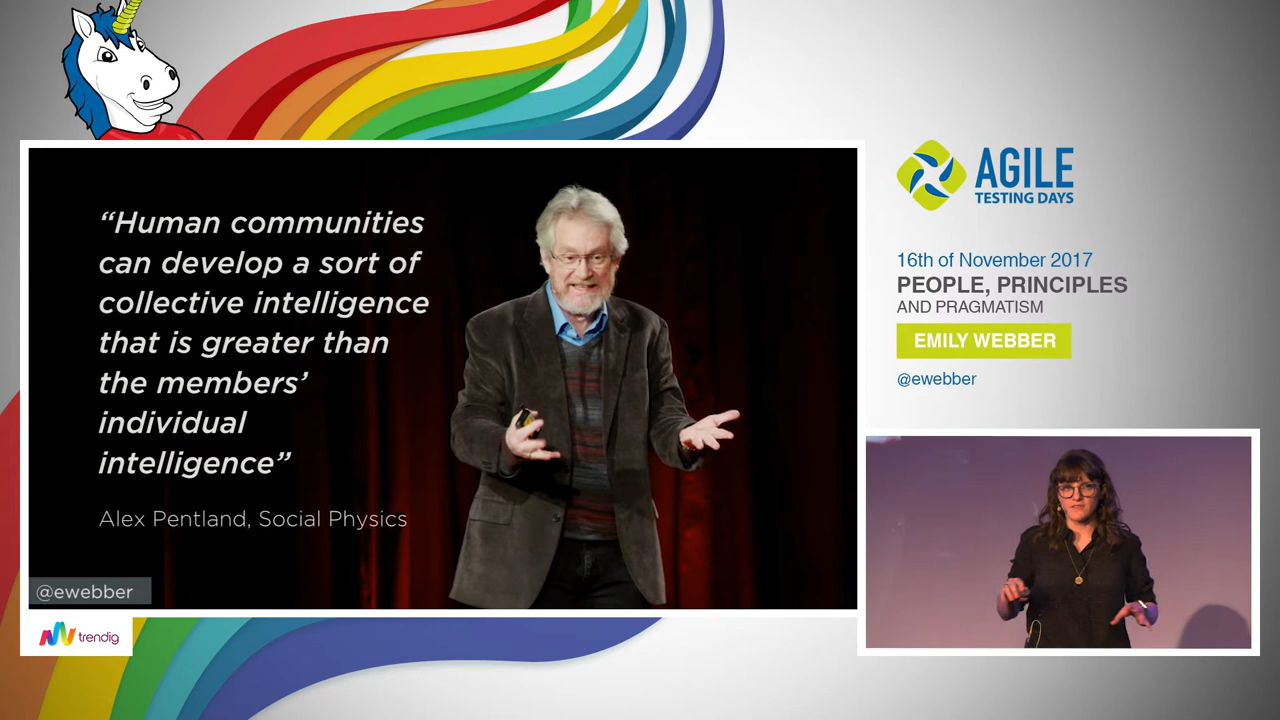 “Human communities
can develop a sort of
collective intelligence
that is greater than
the members’
individual
intelligence”
Alex Pentland, Social Physics
@ewebber
trendig
AGILE
TESTING DAYS
16th of November 2017
PEOPLE, PRINCIPLES
AND PRAGMATISM
EMILY WEBBER
@ewebber